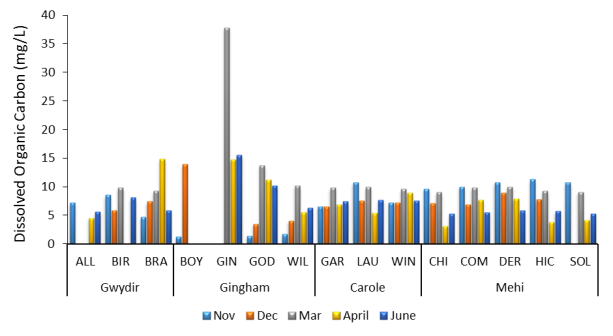 Dissolved Organic Carbon (mg/L)
40
35
30
25
20
15
10
5
0
ALL BIR BRA BOY GIN GOD WIL GAR LAU WIN CHI COM DER HIC SOL
Gwydir Gingham Carole Mehi
Nov Dec Mar April June